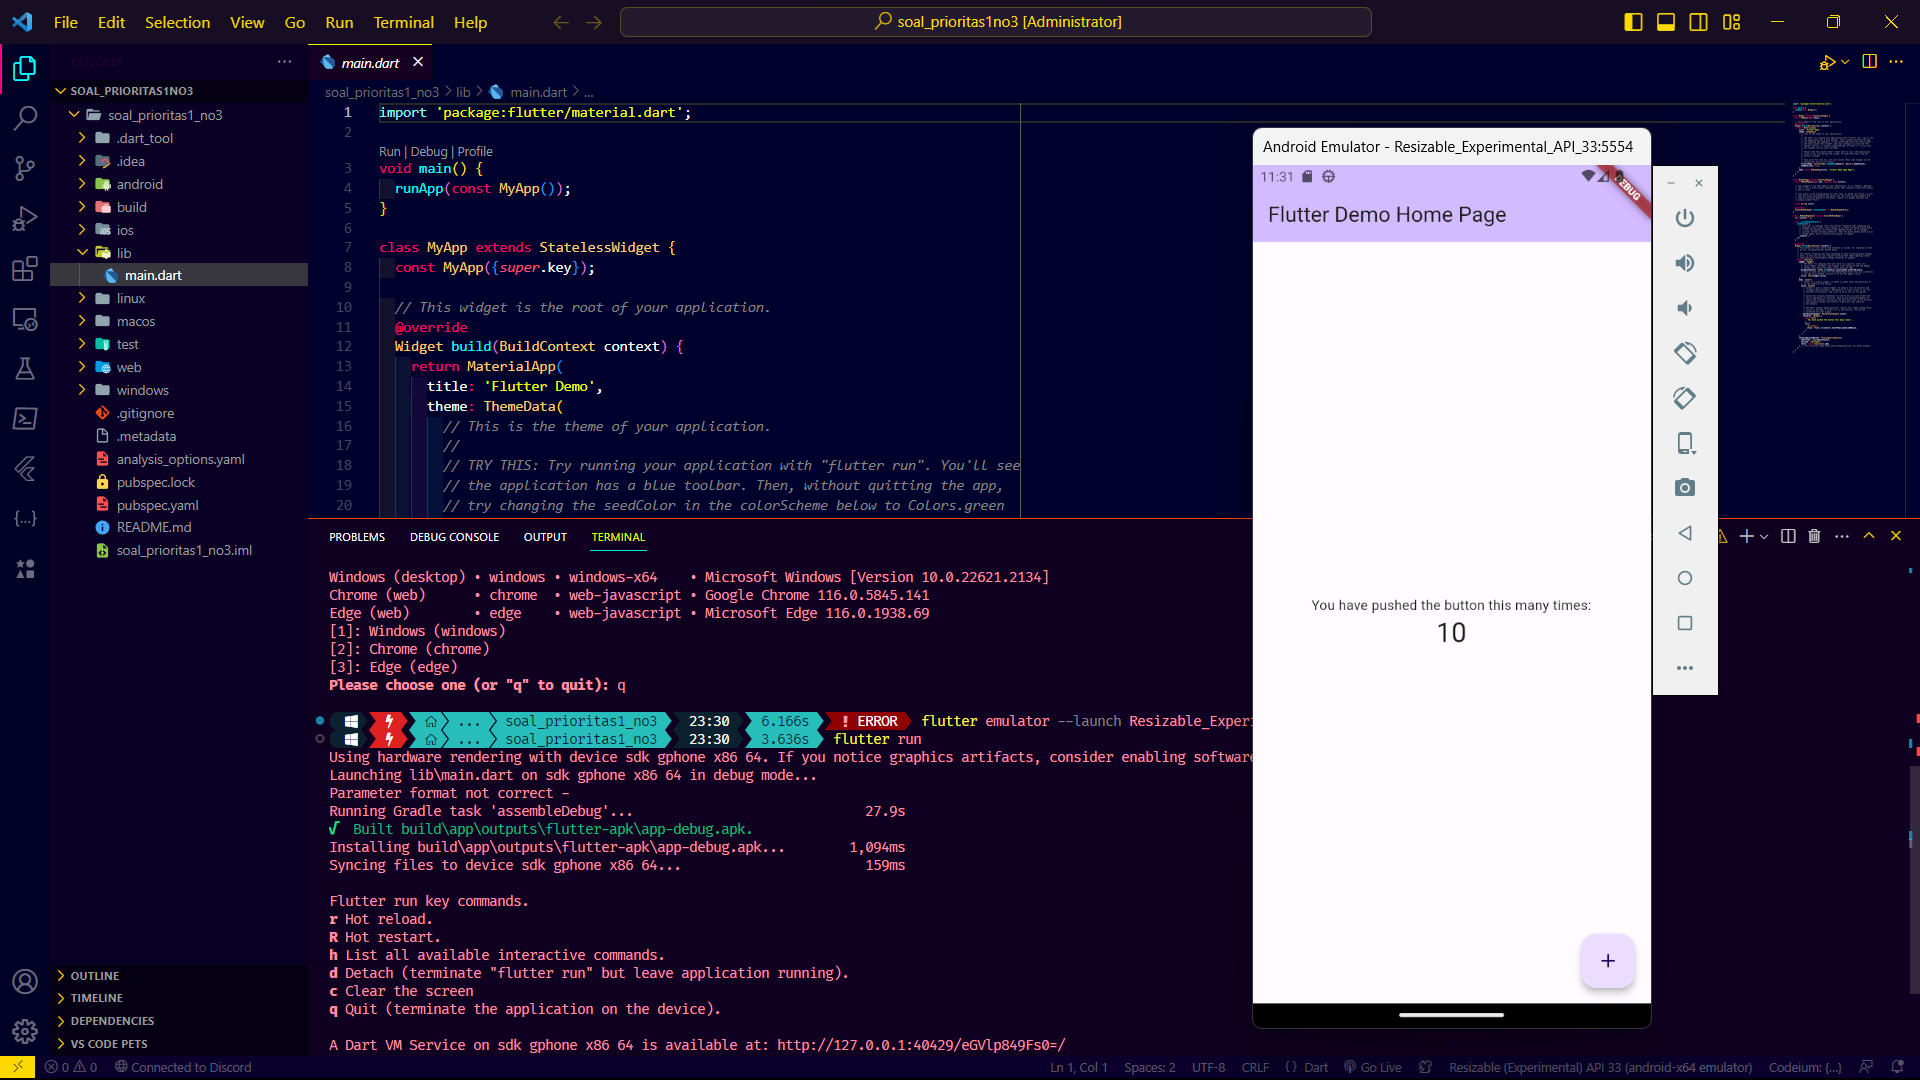 File Edit Selection View Go Run Terminal Help
soal_prioritas1no3 [Administrator]
EXPLORER
SOAL_PRIORITAS1NO3
soal_prioritas1_no3
.dart_tool
.idea
android
build
ios
lib
main.dart
linux
macos
test
web
windows
.gitignore
.metadata
analysis_options.yaml
pubspec.lock
pubspec.yaml
README.md
soal_prioritas1_no3.iml
OUTLINE
TIMELINE
DEPENDENCIES
VS CODE PETS
main.dart
soal_prioritas1_no3 > lib > main.dart > ...
1 import 'package:flutter/material.dart';
2
Run | Debug | Profile
3 void main() {
4 runApp(const MyApp());
5 }
6
7 class MyApp extends StatelessWidget {
8 const MyApp({super.key});
9
10 // This widget is the root of your application.
11 @override
12 Widget build(BuildContext context) {
13 return MaterialApp(
14 title: 'Flutter Demo',
15 theme: ThemeData(
16 // This is the theme of your application.
17 //
18 // TRY THIS: Try running your application with "flutter run". You'll see
19 // the application has a blue toolbar. Then, without quitting the app,
20 // try changing the seedColor in the colorScheme below to Colors.green
PROBLEMS DEBUG CONSOLE OUTPUT TERMINAL
Windows (desktop) • windows • windows-x64 • Microsoft Windows [Version 10.0.22621.2134]
Chrome (web) • chrome • web-javascript • Google Chrome 116.0.5845.141
Edge (web) • edge • web-javascript • Microsoft Edge 116.0.1938.69
[1]: Windows (windows)
[2]: Chrome (chrome)
[3]: Edge (edge)
Please choose one (or "q" to quit): q
... soal_prioritas1_no3 23:30 6.166s ! ERROR flutter emulator --launch Resizable_Experi
... soal_prioritas1_no3 23:30 3.636s flutter run
Using hardware rendering with device sdk gphone x86 64. If you notice graphics artifacts, consider enabling software
Launching lib\main.dart on sdk gphone x86 64 in debug mode...
Parameter format not correct -
Running Gradle task 'assembleDebug'... 27.9s
√ Built build\app\outputs\flutter-apk\app-debug.apk.
Installing build\app\outputs\flutter-apk\app-debug.apk... 1,094ms
Syncing files to device sdk gphone x86 64... 159ms
Flutter run key commands.
r Hot reload.
R Hot restart.
h List all available interactive commands.
d Detach (terminate "flutter run" but leave application running).
c Clear the screen
q Quit (terminate the application on the device).
A Dart VM Service on sdk gphone x86 64 is available at: http://127.0.0.1:40429/eGVlp849Fs0=/
Android Emulator - Resizable_Experimental_API_33:5554
11:31
DEBUG
Flutter Demo Home Page
You have pushed the button this many times:
10
+
0 0 Connected to Discord
Ln 1, Col 1 Spaces: 2 UTF-8 CRLF {} Dart Go Live Resizable (Experimental) API 33 (android-x64 emulator) Codeium: {...}